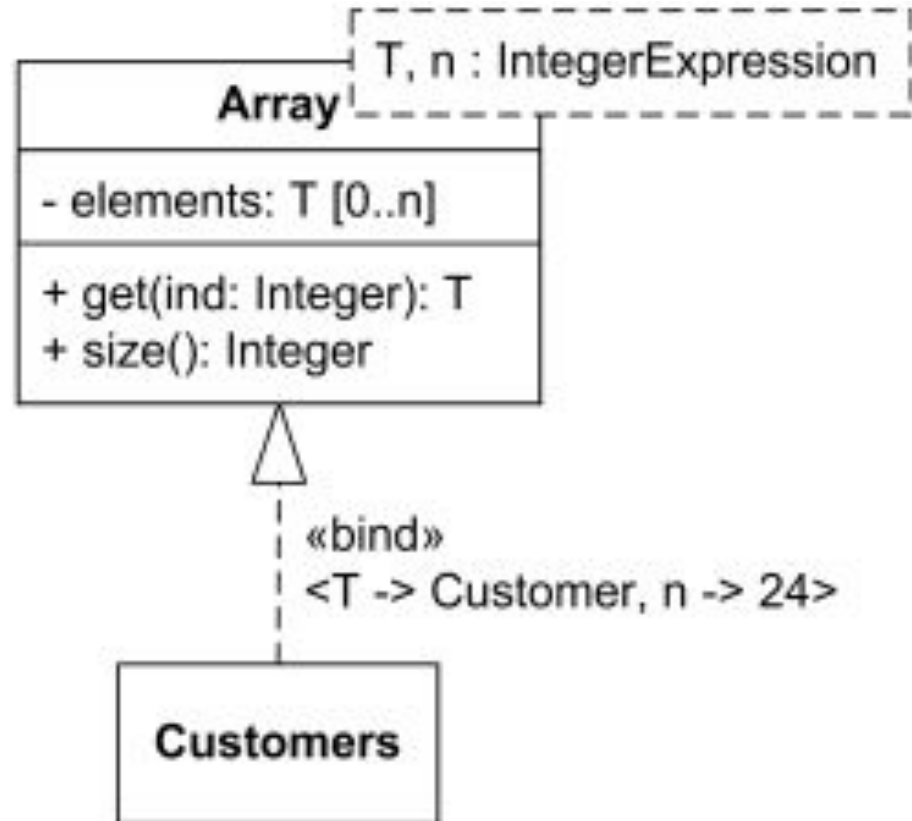 T, n : IntegerExpression
Array
- elements: T [0..n]
+ get(ind: Integer): T
+ size(): Integer
«bind»
<T -> Customer, n -> 24>
Customers